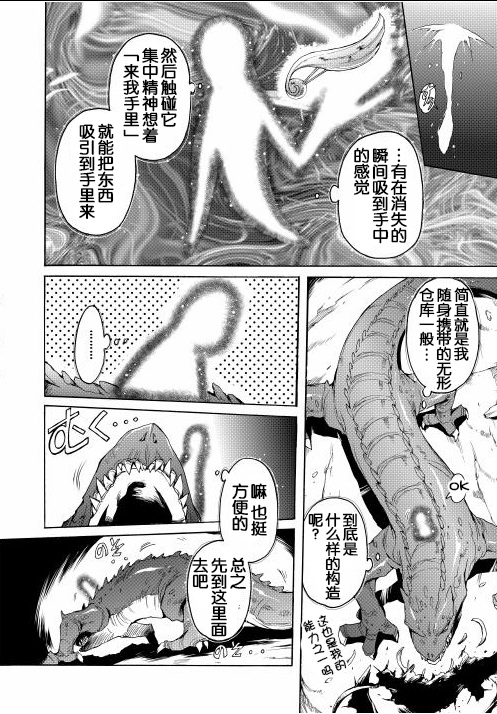 …有在消失的
瞬间吸到手中
的感觉
然后触碰它
集中精神想着
「来我手里」
就能把东西
吸引到手里来
简直就是我
随身携带的无形
仓库一般…
………
ok
到底是
什么样的构造
呢？
这也是我的
能力之一吗
嘛也挺
方便的
总之
先到这里面
去吧
のそ